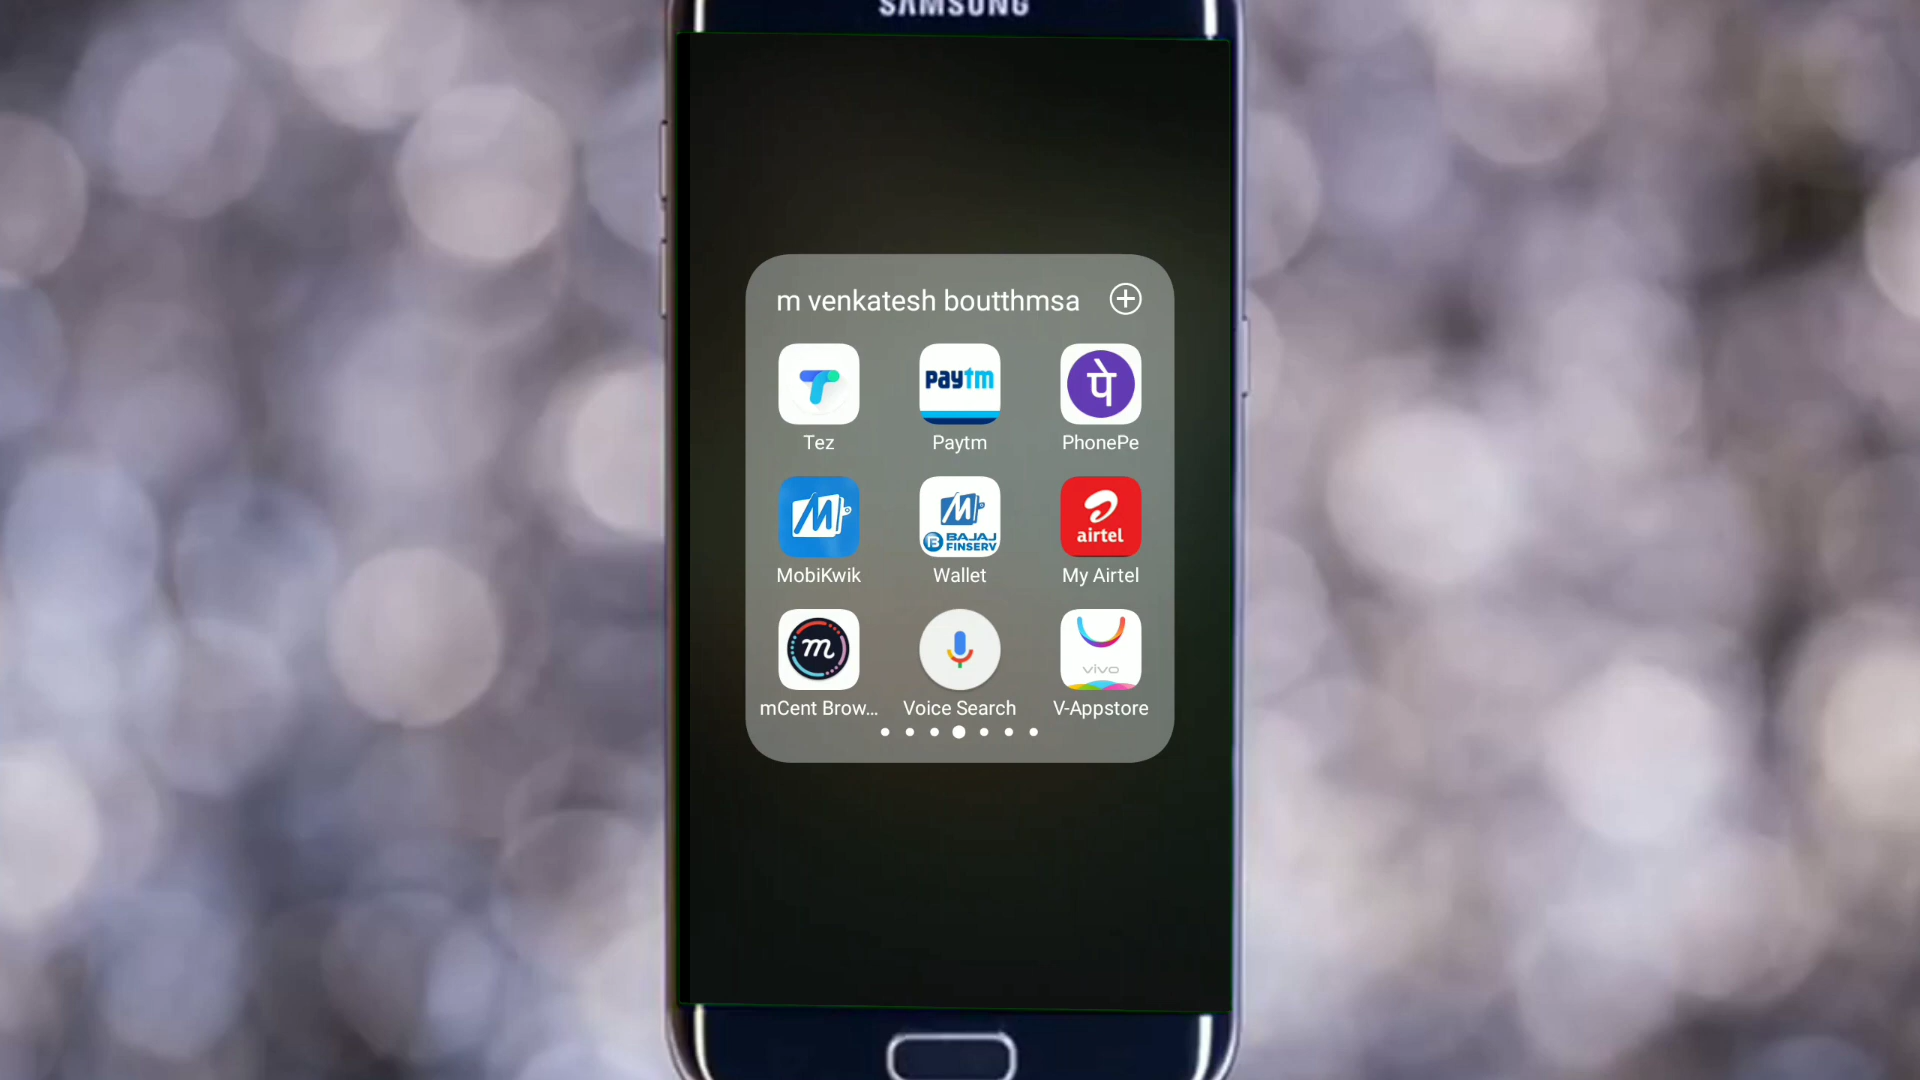 SAMSUNG
m venkatesh boutthmsa
paytm
पे
Tez
Paytm
PhonePe
M
M
BAJAJ
FINSERV
airtel
MobiKwik
Wallet
My Airtel
m
vivo
mCent Brow...
Voice Search
V-Appstore